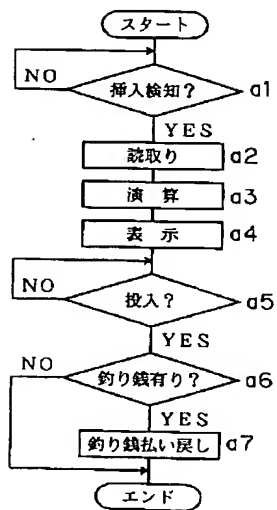 スタート
NO
挿入検知?
a1
YES
読取り
a2
演算
a3
表示
a4
NO
投入?
a5
YES
NO
釣り銭有り?
a6
YES
釣り銭払い戻し
a7
エンド